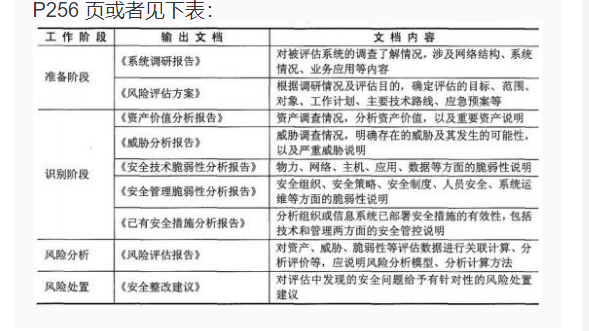 P256 页或者见下表：
工作阶段 输出文档 文档内容
准备阶段
《系统调研报告》
对被评估系统的调查了解情况，涉及网络结构、系统
情况、业务应用等内容
《风险评估方案》
根据调研情况及评估目的，确定评估的目标、范围、
对象、工作计划、主要技术路线、应急预案等
识别阶段
《资产价值分析报告》
资产调查情况，分析资产价值，以及重要资产说明
《威胁分析报告》
威胁调查情况，明确存在的威胁及其发生的可能性，
以及严重威胁说明
《安全技术脆弱性分析报告》
物力、网络、主机、应用、数据等方面的脆弱性说明
《安全管理脆弱性分析报告》
安全组织、安全策略、安全制度、人员安全、系统运
维等方面的脆弱性说明
《已有安全措施分析报告》
分析组织或信息系统已部署安全措施的有效性，包括
技术和管理两方面的安全管控说明
风险分析
《风险评估报告》
对资产、威胁、脆弱性等评估数据进行关联计算、分
析评价等，应说明风险分析模型、分析计算方法
风险处置
《安全整改建议》
对评估中发现的安全问题给予有针对性的风险处置
建议